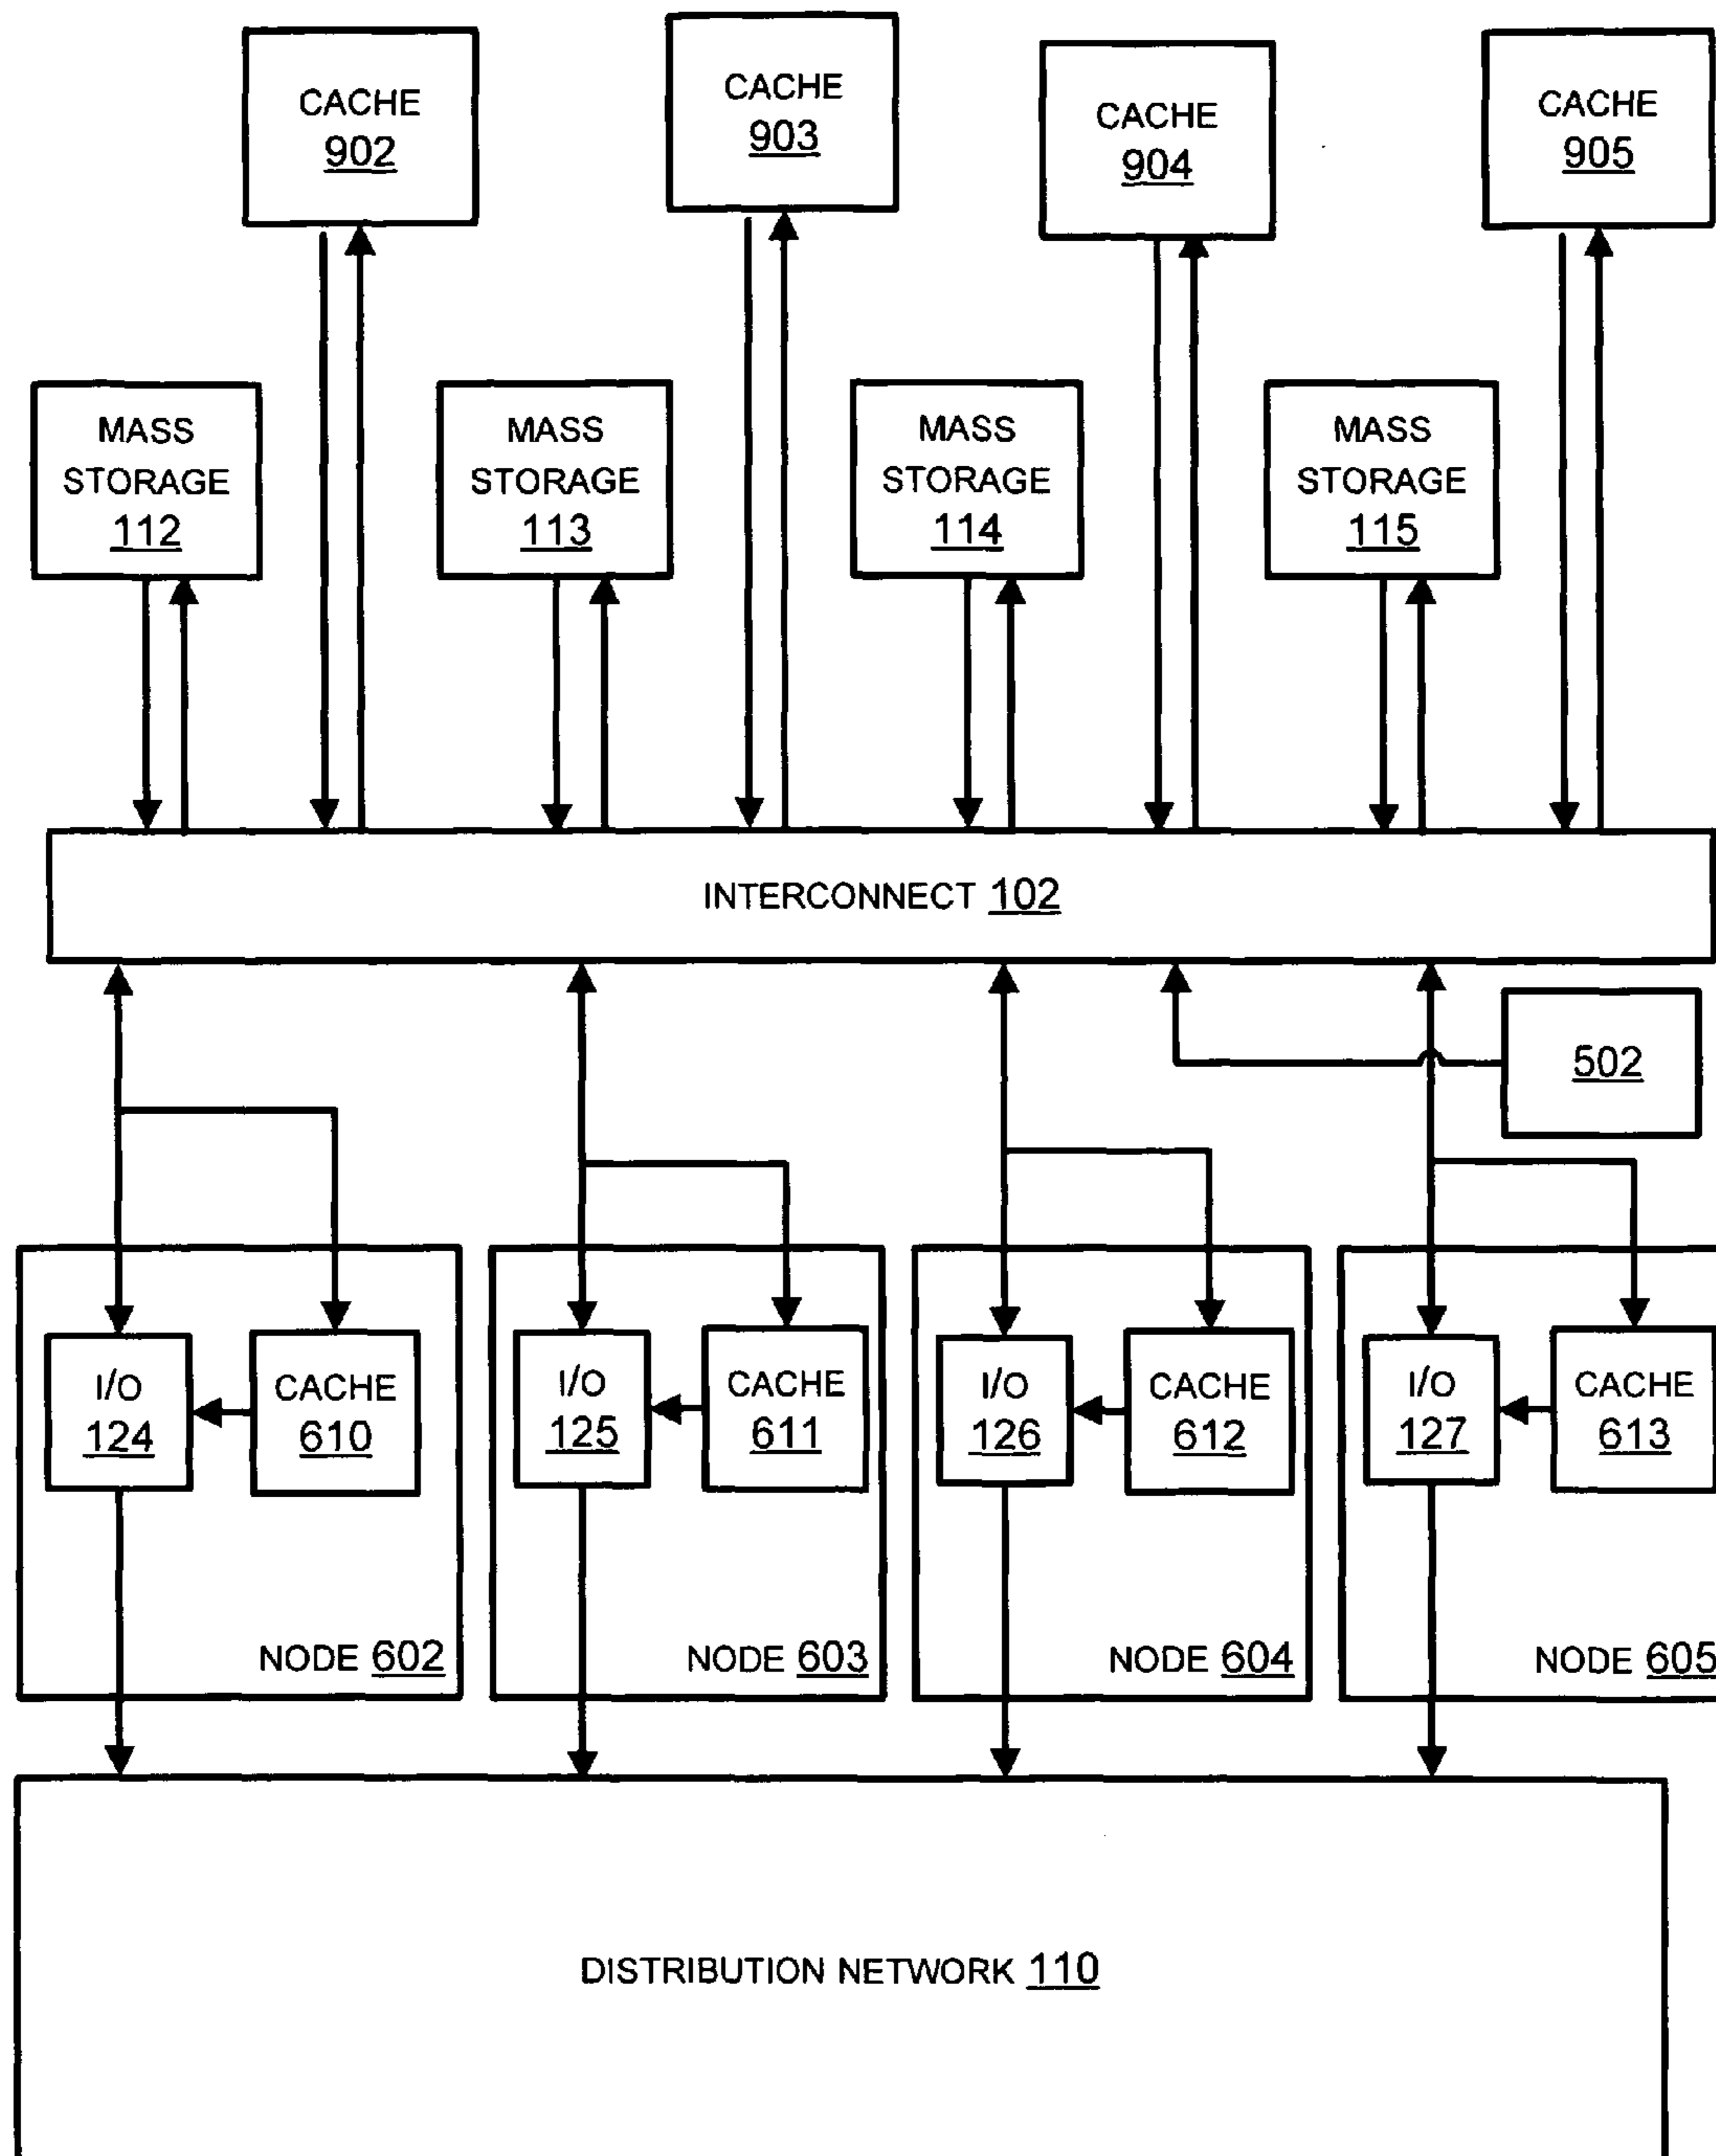 CACHE
902
CACHE
903
CACHE
904
CACHE
905
MASS
STORAGE
112
MASS
STORAGE
113
MASS
STORAGE
114
MASS
STORAGE
115
INTERCONNECT 102
502
I/O
124
CACHE
610
NODE 602
I/O
125
CACHE
611
NODE 603
I/O
126
CACHE
612
NODE 604
I/O
127
CACHE
613
NODE 605
DISTRIBUTION NETWORK 110